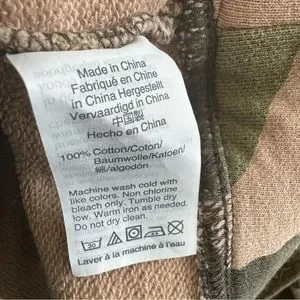 Made in China
Fabriqué en China
in China Hergestellt
Vervaardigd in China
中国製
Hecho en China
100% Cotton/Coton/
Baumwolle/Katoen/
綿/algodón
Machine wash cold with
like colors. Non chlorine
bleach only. Tumble dry
low. Warm iron as needed.
Do not dry clean.
30
Laver à la machine à l'eau